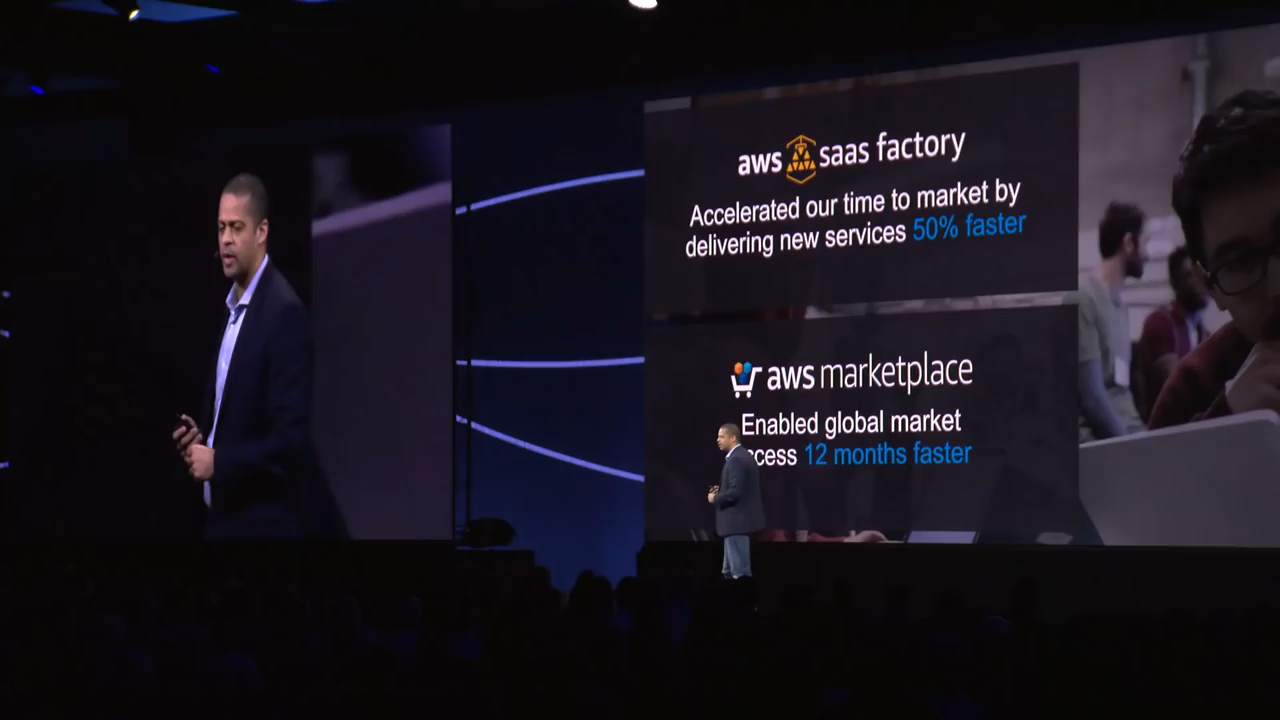 aws saas factory
Accelerated our time to market by
delivering new services 50% faster
aws marketplace
Enabled global market
12 months faster